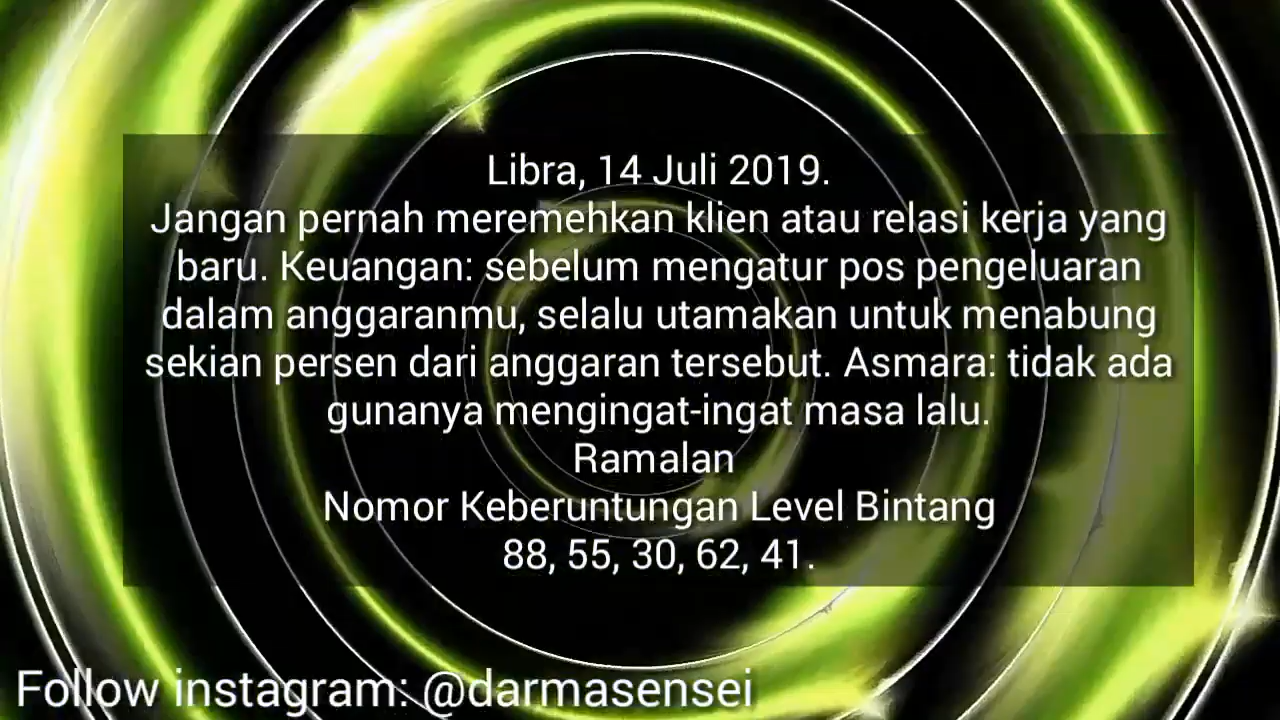 Libra, 14 Juli 2019.
Jangan pernah meremehkan klien atau relasi kerja yang
baru. Keuangan: sebelum mengatur pos pengeluaran
dalam anggaranmu, selalu utamakan untuk menabung
sekian persen dari anggaran tersebut. Asmara: tidak ada
gunanya mengingat-ingat masa lalu.
Ramalan
Nomor Keberuntungan Level Bintang
88, 55, 30, 62, 41.
Follow instagram: @darmasensei